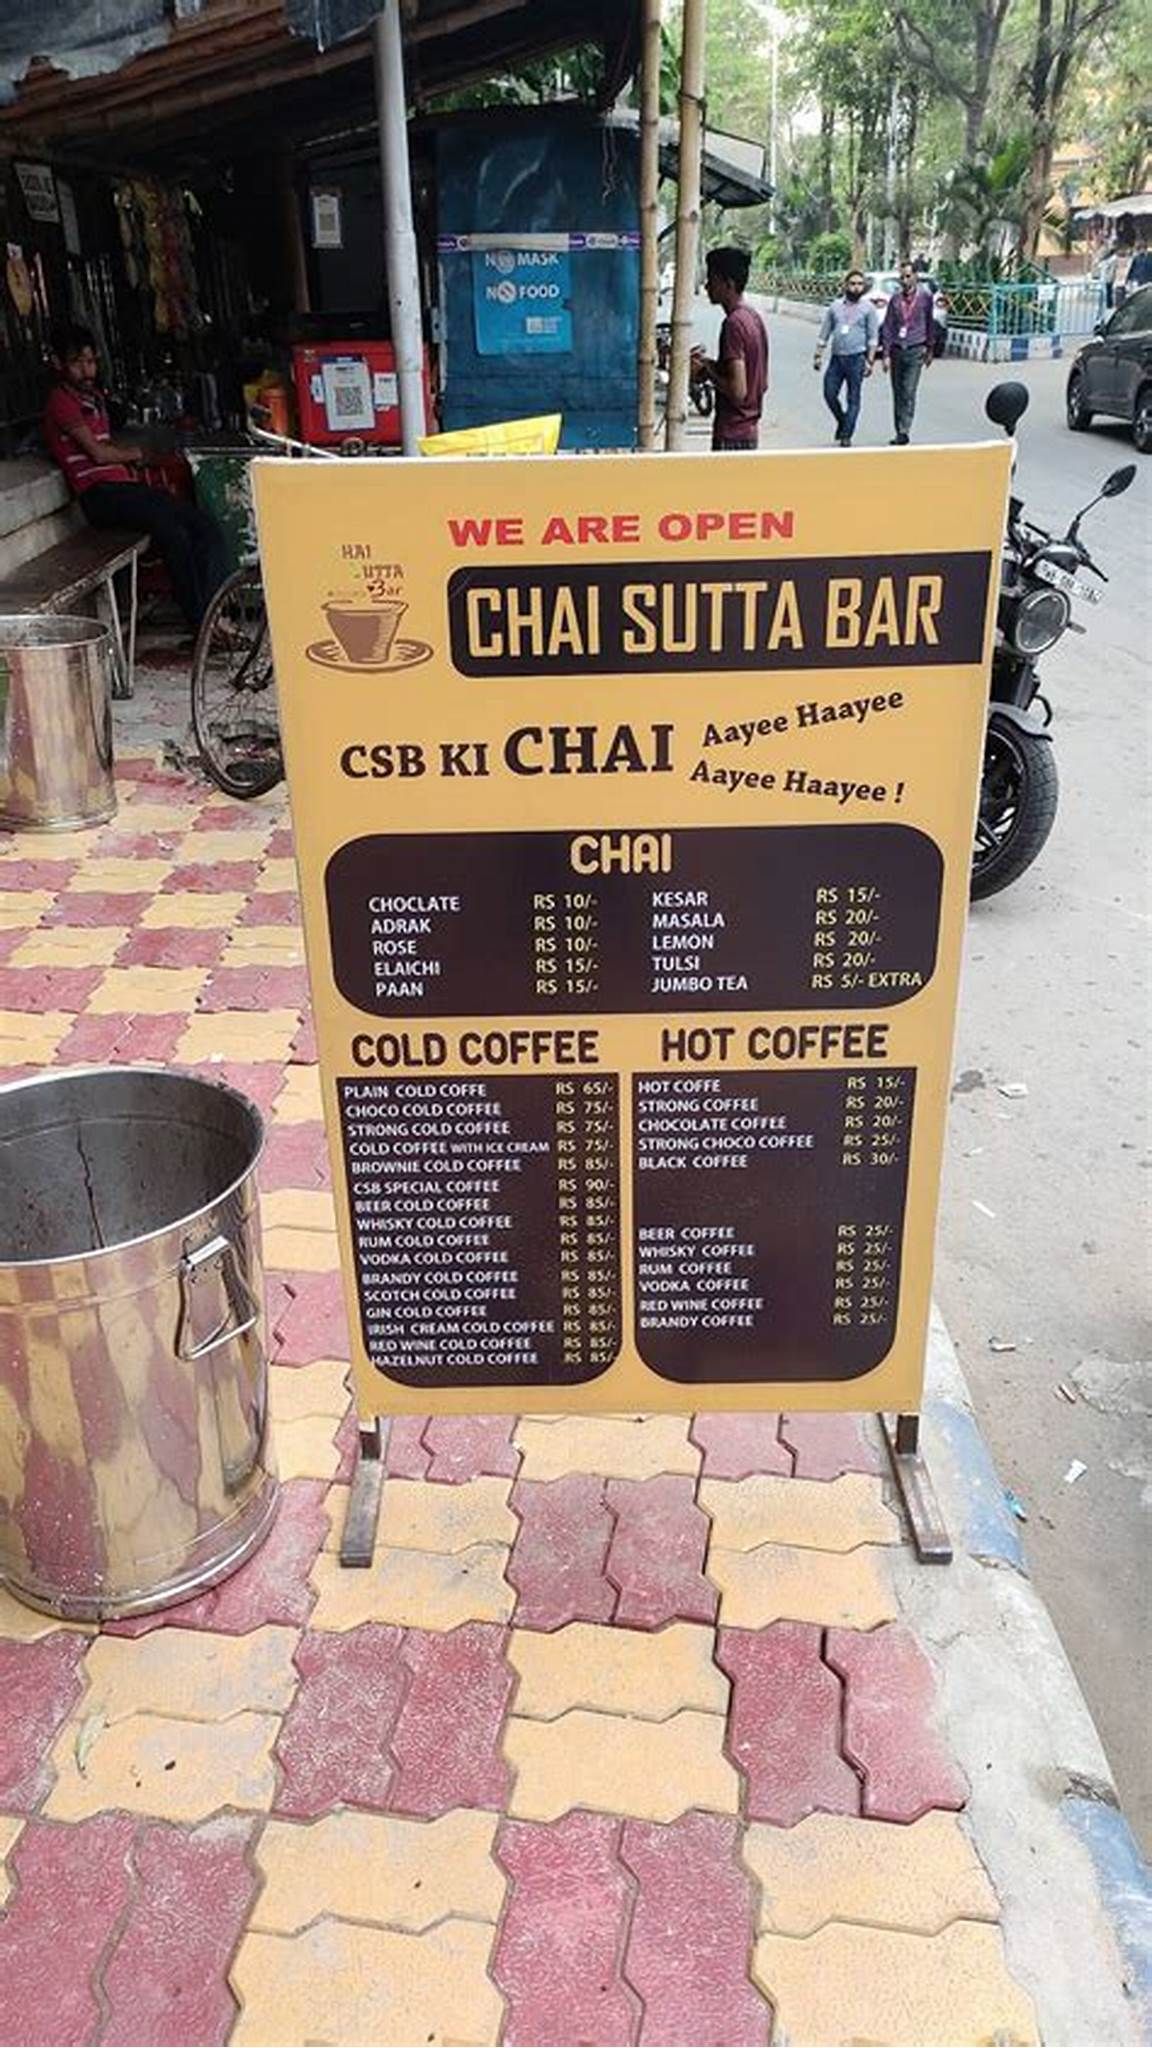 NO MASK
NO FOOD
WE ARE OPEN
HAI
UTTA
Bar
CHAI SUTTA BAR
CSB KI CHAI Aayee Haayee
Aayee Haayee !
CHAI
CHOCLATE RS 10/- KESAR RS 15/-
ADRAK RS 10/- MASALA RS 20/-
ROSE RS 10/- LEMON RS 20/-
ELAICHI RS 15/- TULSI RS 20/-
PAAN RS 15/- JUMBO TEA RS 5/- EXTRA
COLD COFFEE
PLAIN COLD COFFE RS 65/-
CHOCO COLD COFFEE RS 75/-
STRONG COLD COFFEE RS 75/-
COLD COFFEE WITH ICE CREAM RS 75/-
BROWNIE COLD COFFEE RS 85/-
CSB SPECIAL COFFEE RS 90/-
BEER COLD COFFEE RS 85/-
WHISKY COLD COFFEE RS 85/-
RUM COLD COFFEE RS 85/-
VODKA COLD COFFEE RS 85/-
BRANDY COLD COFFEE RS 85/-
SCOTCH COLD COFFEE RS 85/-
GIN COLD COFFEE RS 85/-
IRISH CREAM COLD COFFEE RS 85/-
RED WINE COLD COFFEE RS 85/-
HAZELNUT COLD COFFEE RS 85/-
HOT COFFEE
HOT COFFE RS 15/-
STRONG COFFEE RS 20/-
CHOCOLATE COFFEE RS 20/-
STRONG CHOCO COFFEE RS 25/-
BLACK COFFEE RS 30/-
BEER COFFEE RS 25/-
WHISKY COFFEE RS 25/-
RUM COFFEE RS 25/-
VODKA COFFEE RS 25/-
RED WINE COFFEE RS 25/-
BRANDY COFFEE RS 25/-